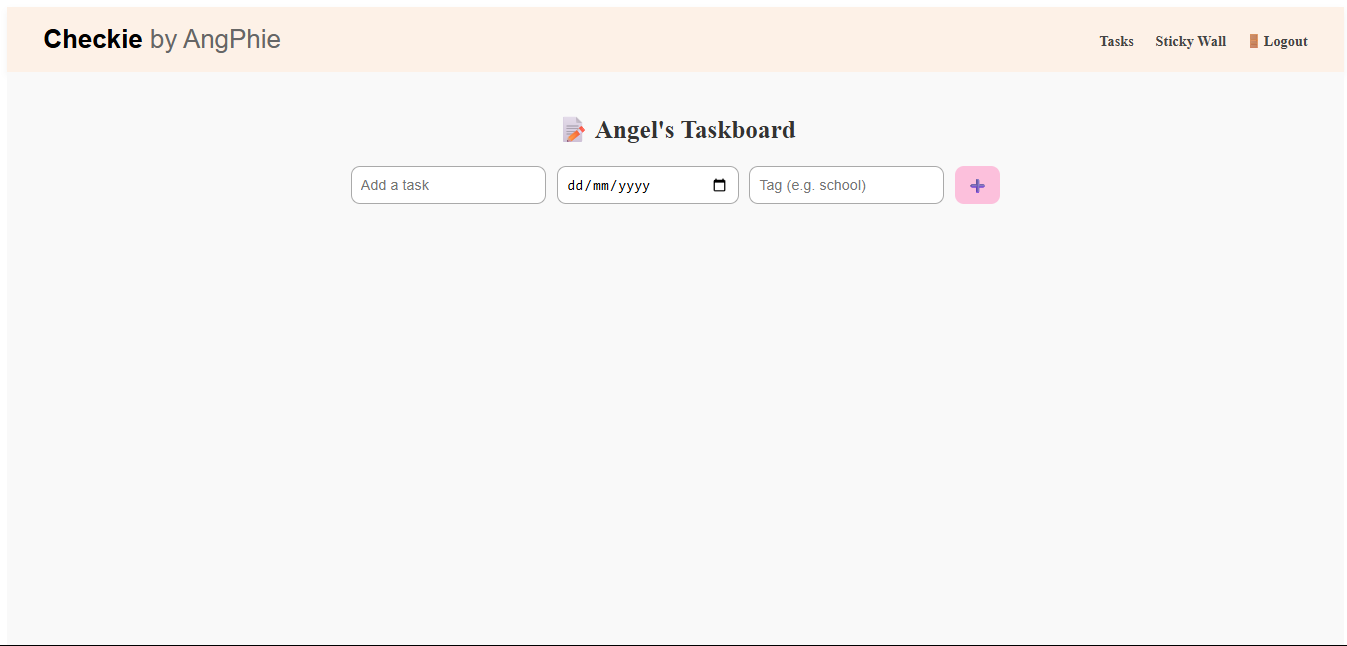 Checkie by AngPhie
Tasks Sticky Wall 🚪 Logout
📝 Angel's Taskboard
Add a task dd/mm/yyyy Tag (e.g. school) ➕